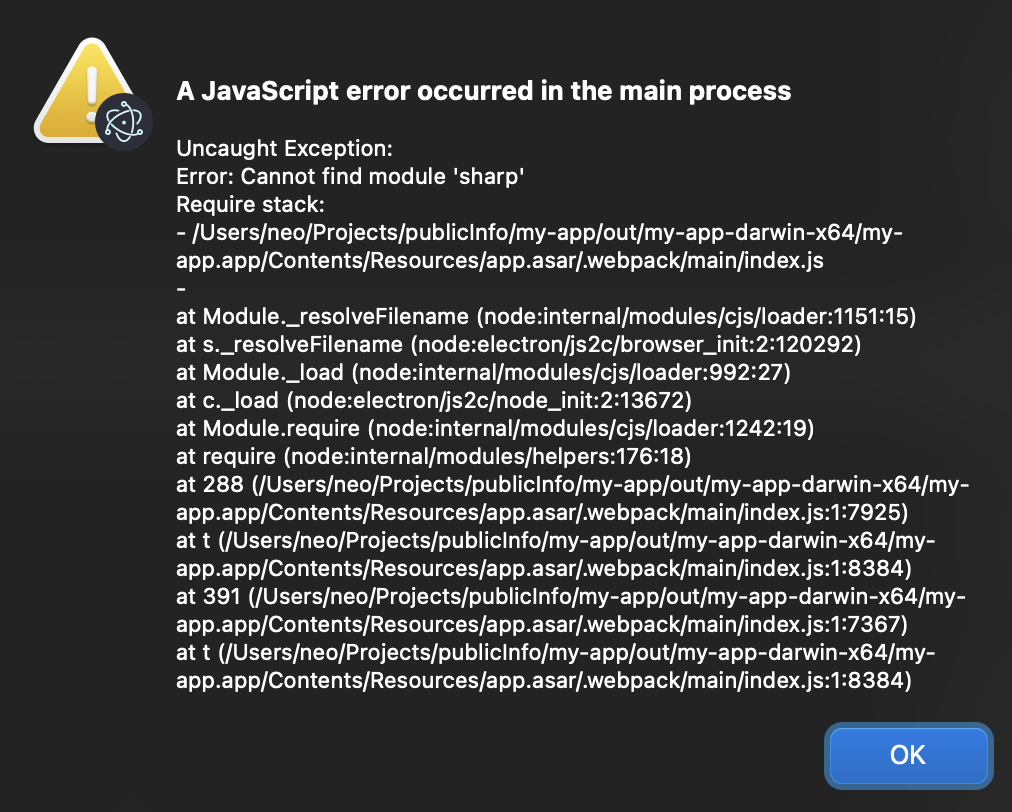 A JavaScript error occurred in the main process
Uncaught Exception:
Error: Cannot find module 'sharp'
Require stack:
- /Users/neo/Projects/publicInfo/my-app/out/my-app-darwin-x64/my-
app.app/Contents/Resources/app.asar/.webpack/main/index.js
-
at Module._resolveFilename (node:internal/modules/cjs/loader:1151:15)
at s._resolveFilename (node:electron/js2c/browser_init:2:120292)
at Module._load (node:internal/modules/cjs/loader:992:27)
at c._load (node:electron/js2c/node_init:2:13672)
at Module.require (node:internal/modules/cjs/loader:1242:19)
at require (node:internal/modules/helpers:176:18)
at 288 (/Users/neo/Projects/publicInfo/my-app/out/my-app-darwin-x64/my-
app.app/Contents/Resources/app.asar/.webpack/main/index.js:1:7925)
at t (/Users/neo/Projects/publicInfo/my-app/out/my-app-darwin-x64/my-
app.app/Contents/Resources/app.asar/.webpack/main/index.js:1:8384)
at 391 (/Users/neo/Projects/publicInfo/my-app/out/my-app-darwin-x64/my-
app.app/Contents/Resources/app.asar/.webpack/main/index.js:1:7367)
at t (/Users/neo/Projects/publicInfo/my-app/out/my-app-darwin-x64/my-
app.app/Contents/Resources/app.asar/.webpack/main/index.js:1:8384)
OK